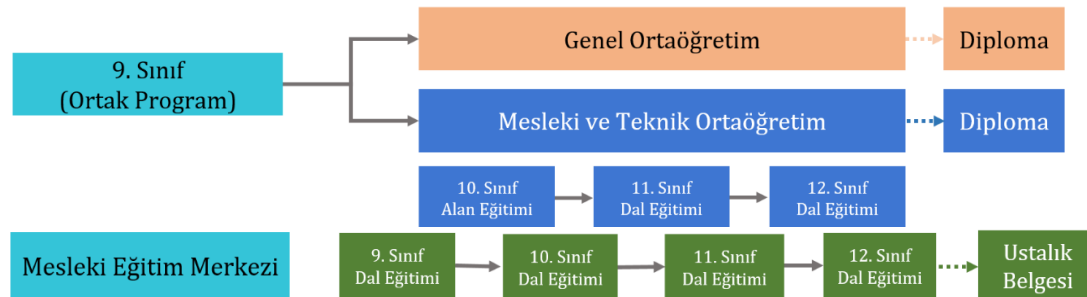 9. Sınıf
(Ortak Program)
Genel Ortaöğretim
Diploma
Mesleki ve Teknik Ortaöğretim
Diploma
10. Sınıf
Alan Eğitimi
11. Sınıf
Dal Eğitimi
12. Sınıf
Dal Eğitimi
Mesleki Eğitim Merkezi
9. Sınıf
Dal Eğitimi
10. Sınıf
Dal Eğitimi
11. Sınıf
Dal Eğitimi
12. Sınıf
Dal Eğitimi
Ustalık
Belgesi